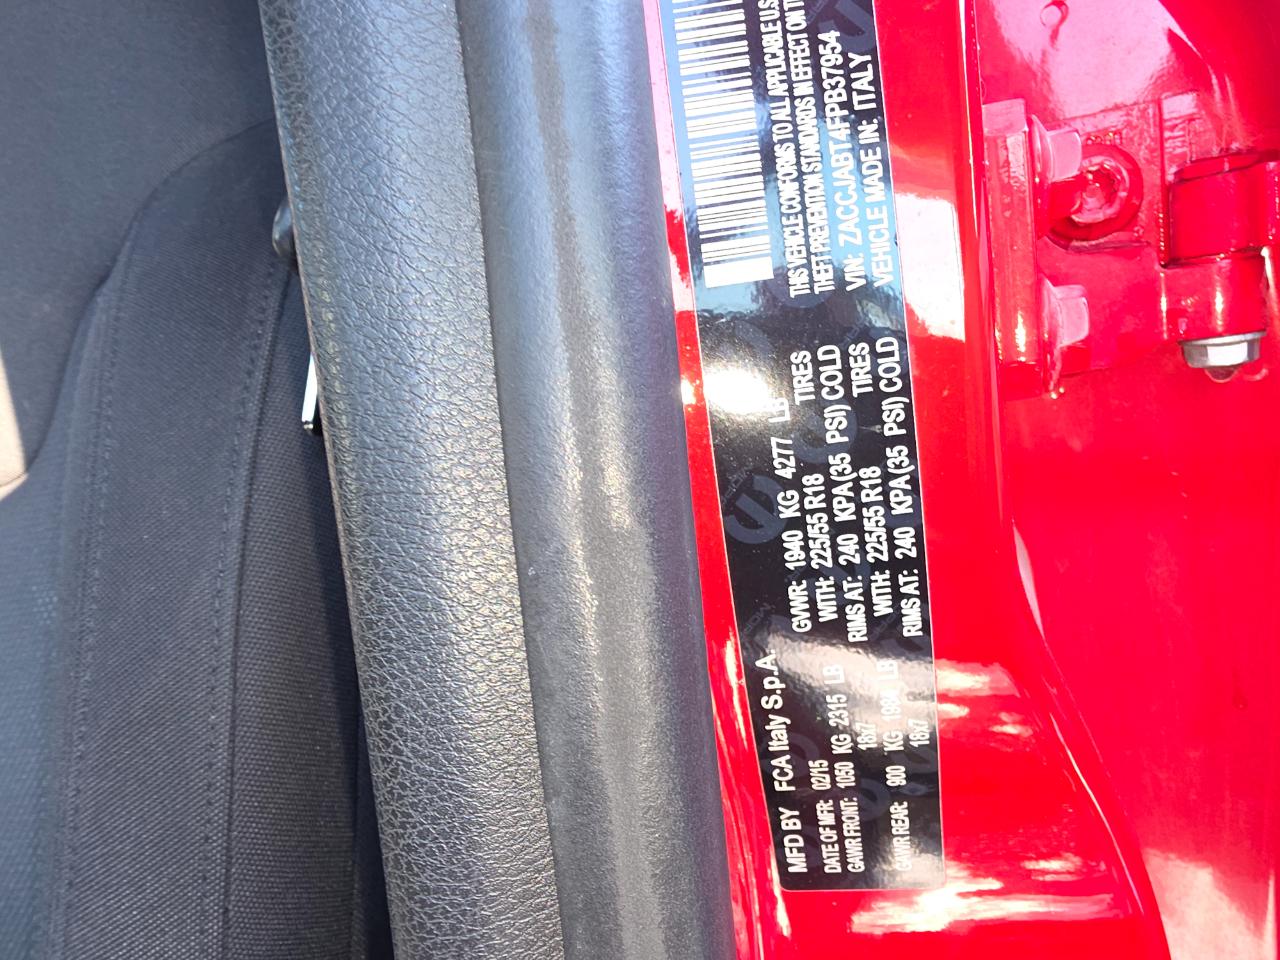 MFD BY FCA Italy S.p.A.
DATE OF MFR: 02/15
GVWR: 1940 KG 4277 LB
GAWR FRONT: 1050 KG 2315 LB
WITH: 225/55 R18 TIRES
18x7
RIMS AT: 240 KPA(35 PSI) COLD
GAWR REAR: 900 KG 1984 LB
WITH: 225/55 R18 TIRES
18x7
RIMS AT: 240 KPA(35 PSI) COLD
THIS VEHICLE CONFORMS TO ALL APPLICABLE U.S
THEFT PREVENTION STANDARDS IN EFFECT ON
VIN: ZACCJABT4FPB37954
VEHICLE MADE IN: ITALY